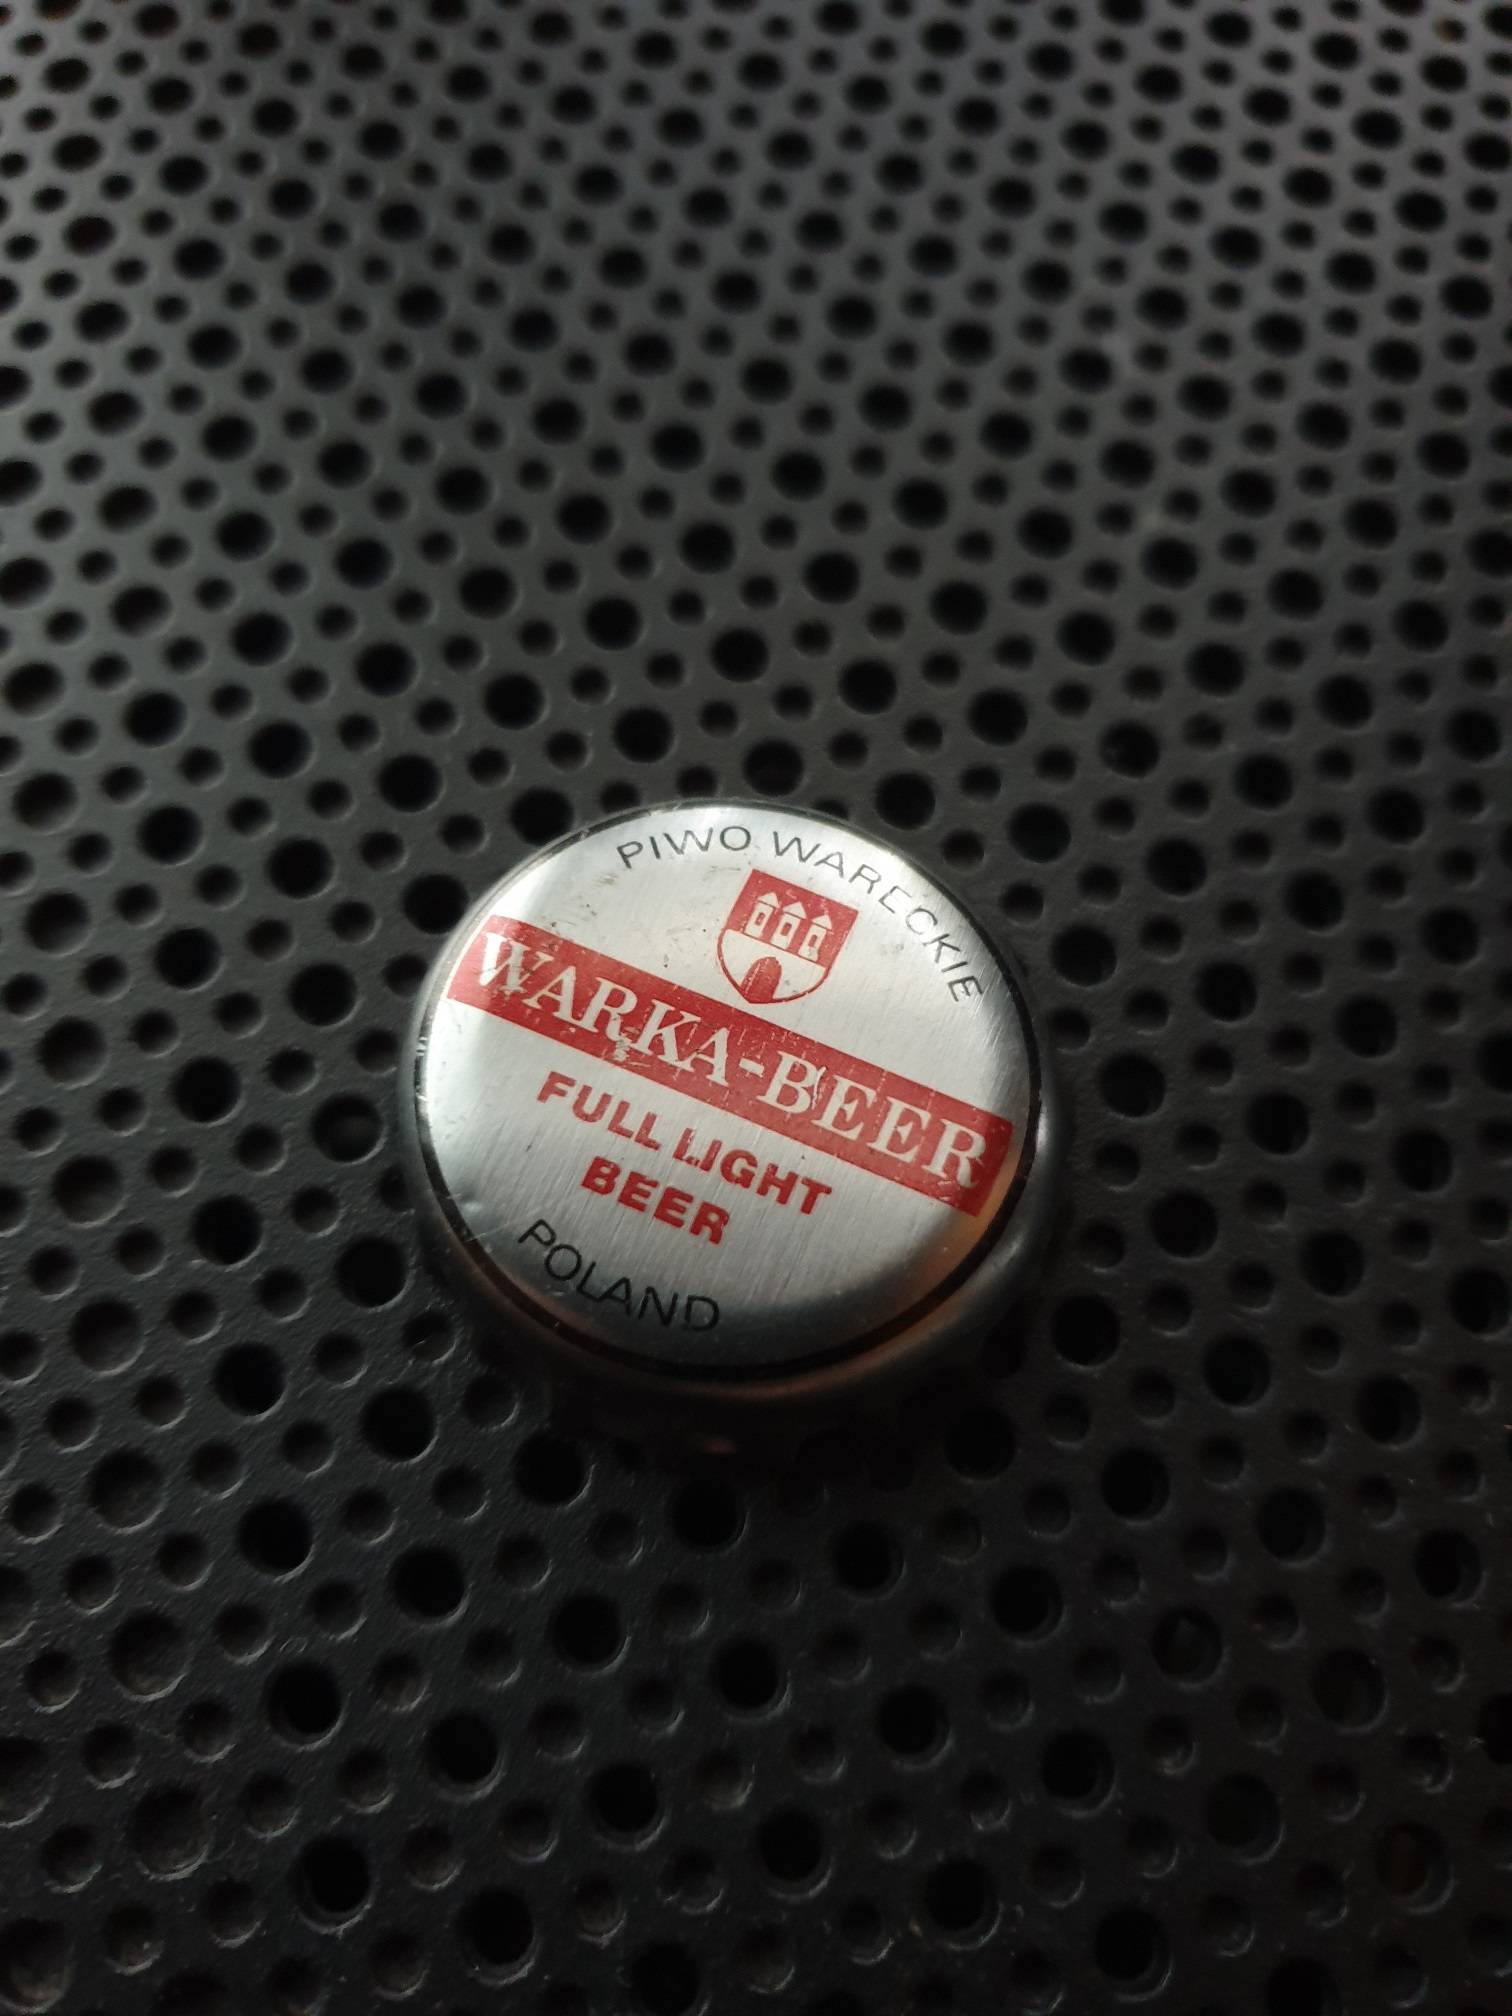 PIWO WARECKIE
WARKA-BEER
FULL LIGHT
BEER
POLAND